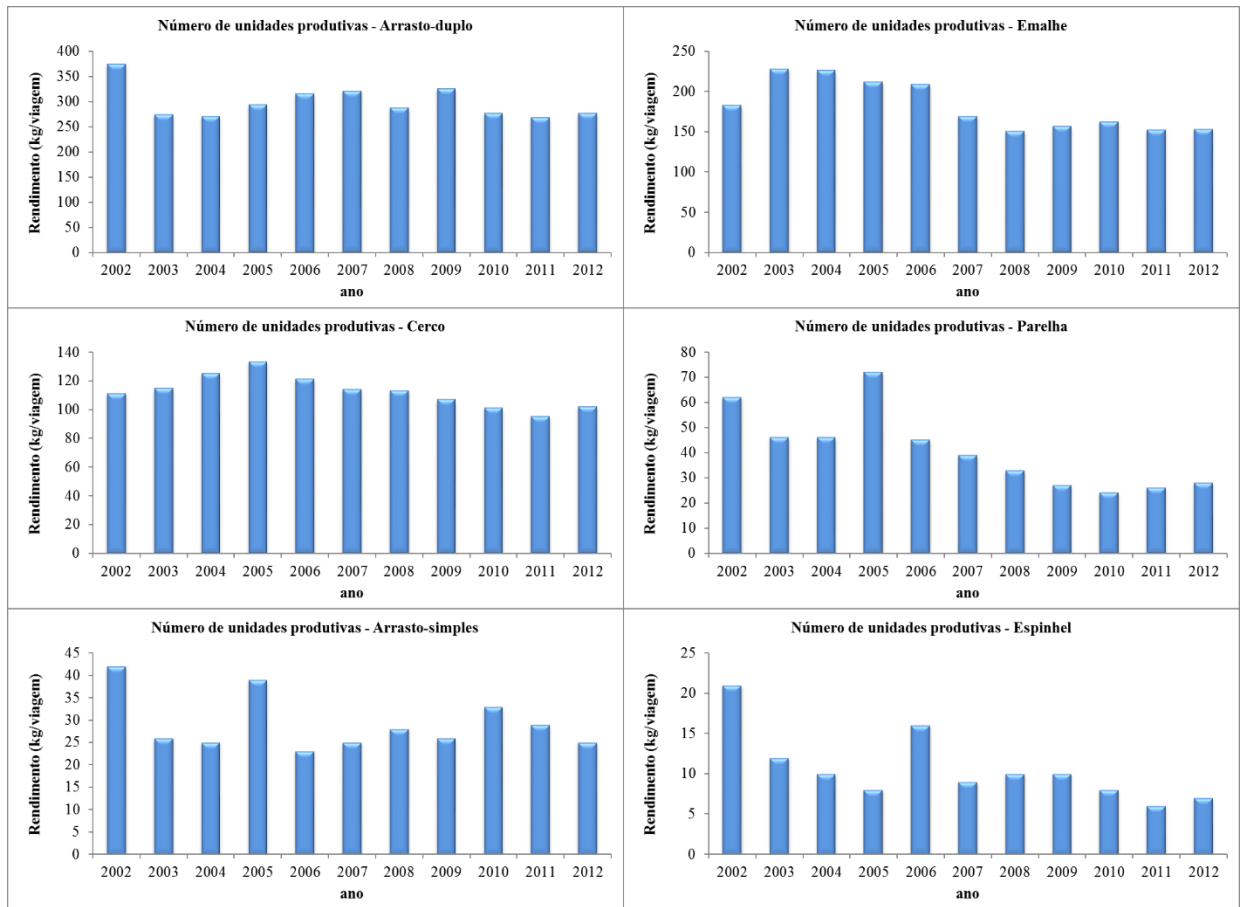 Número de unidades produtivas - Arrasto-duplo
Rendimento (kg/viagem)
400
350
300
250
200
150
100
50
0
2002 2003 2004 2005 2006 2007 2008 2009 2010 2011 2012
ano
Número de unidades produtivas - Emalhe
Rendimento (kg/viagem)
250
200
150
100
50
0
2002 2003 2004 2005 2006 2007 2008 2009 2010 2011 2012
ano
Número de unidades produtivas - Cerco
Rendimento (kg/viagem)
140
120
100
80
60
40
20
0
2002 2003 2004 2005 2006 2007 2008 2009 2010 2011 2012
ano
Número de unidades produtivas - Parelha
Rendimento (kg/viagem)
80
70
60
50
40
30
20
10
0
2002 2003 2004 2005 2006 2007 2008 2009 2010 2011 2012
ano
Número de unidades produtivas - Arrasto-simples
Rendimento (kg/viagem)
45
40
35
30
25
20
15
10
5
0
2002 2003 2004 2005 2006 2007 2008 2009 2010 2011 2012
ano
Número de unidades produtivas - Espinhel
Rendimento (kg/viagem)
25
20
15
10
5
0
2002 2003 2004 2005 2006 2007 2008 2009 2010 2011 2012
ano